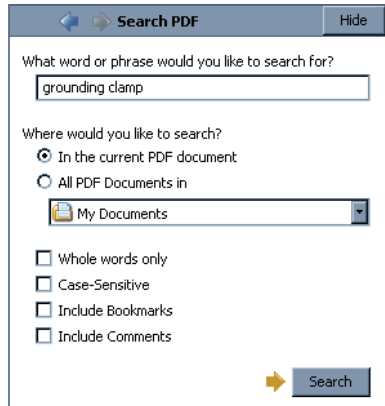 Search PDF
Hide
What word or phrase would you like to search for?
grounding clamp
Where would you like to search?
In the current PDF document
All PDF Documents in
My Documents
Whole words only
Case-Sensitive
Include Bookmarks
Include Comments
Search